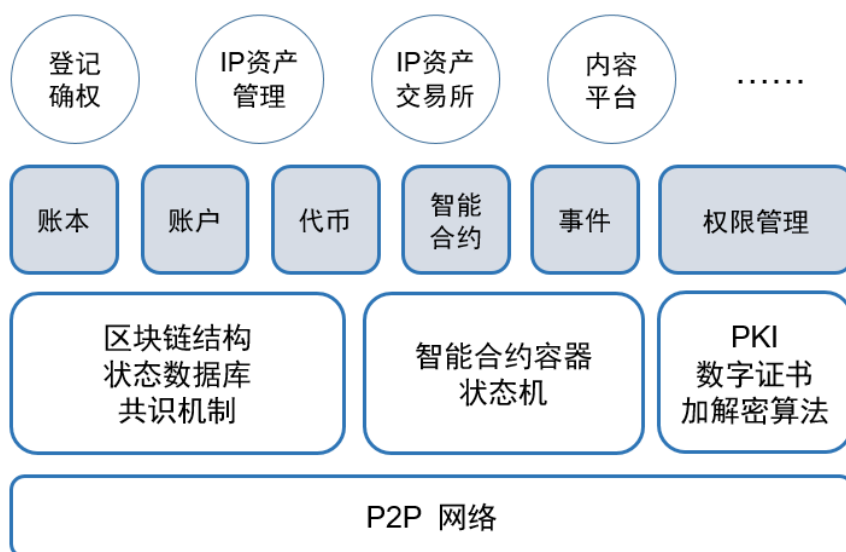 登记
确权
IP资产
管理
IP资产
交易所
内容
平台
······
账本
账户
代币
智能
合约
事件
权限管理
区块链结构
状态数据库
共识机制
智能合约容器
状态机
PKI
数字证书
加解密算法
P2P 网络